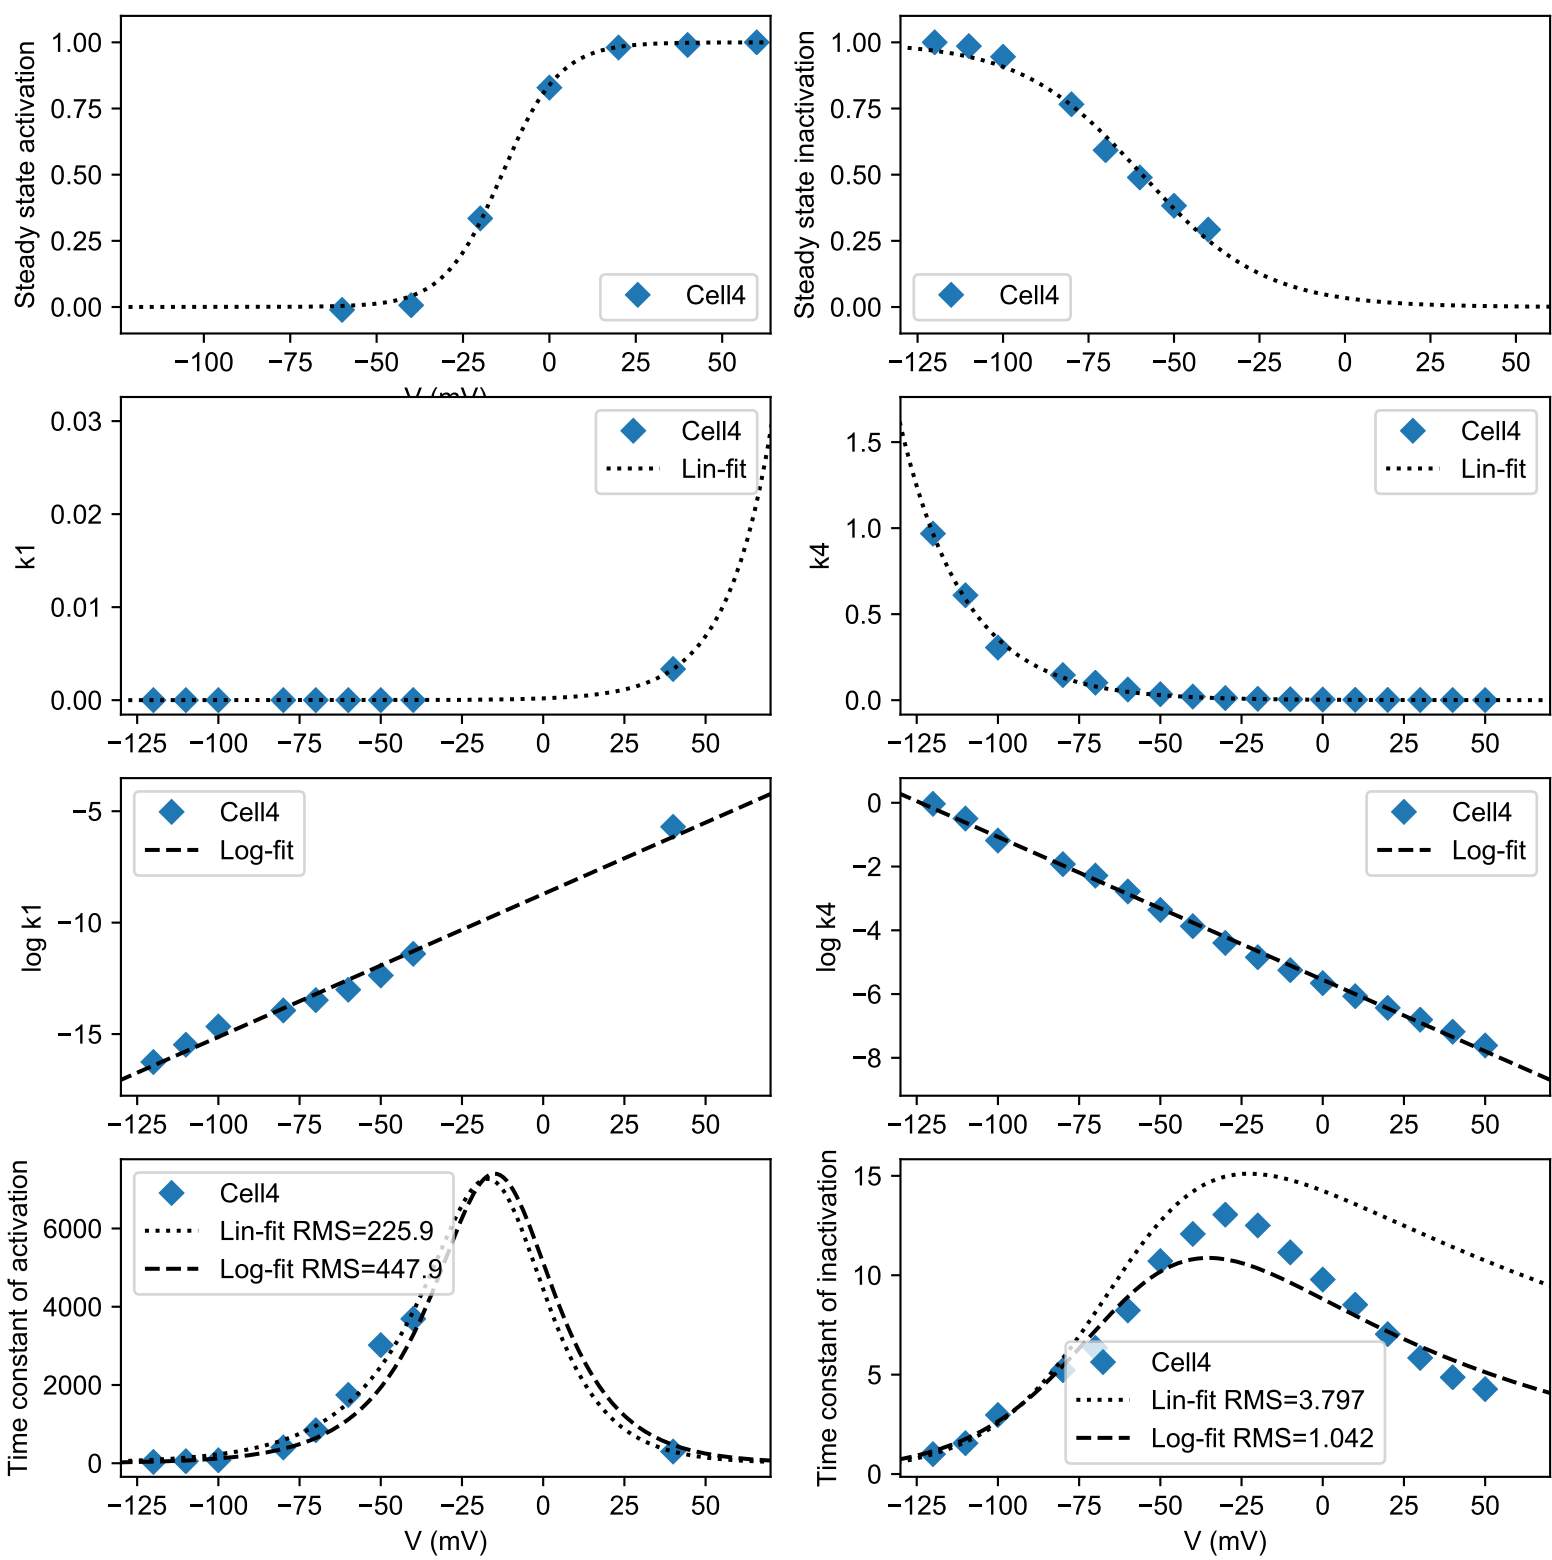 Steady state activation
1.00
0.75
0.50
0.25
0.00
Cell4
−100 −75 −50 −25 0 25 50
V (mV)
Steady state inactivation
1.00
0.75
0.50
0.25
0.00
Cell4
−125 −100 −75 −50 −25 0 25 50
k1
0.03
0.02
0.01
0.00
Cell4
Lin-fit
−125 −100 −75 −50 −25 0 25 50
k4
1.5
1.0
0.5
0.0
Cell4
Lin-fit
−125 −100 −75 −50 −25 0 25 50
log k1
−5
−10
−15
Cell4
Log-fit
−125 −100 −75 −50 −25 0 25 50
log k4
0
−2
−4
−6
−8
Cell4
Log-fit
−125 −100 −75 −50 −25 0 25 50
Time constant of activation
6000
4000
2000
0
Cell4
Lin-fit RMS=225.9
Log-fit RMS=447.9
−125 −100 −75 −50 −25 0 25 50
V (mV)
Time constant of inactivation
15
10
5
0
Cell4
Lin-fit RMS=3.797
Log-fit RMS=1.042
−125 −100 −75 −50 −25 0 25 50
V (mV)